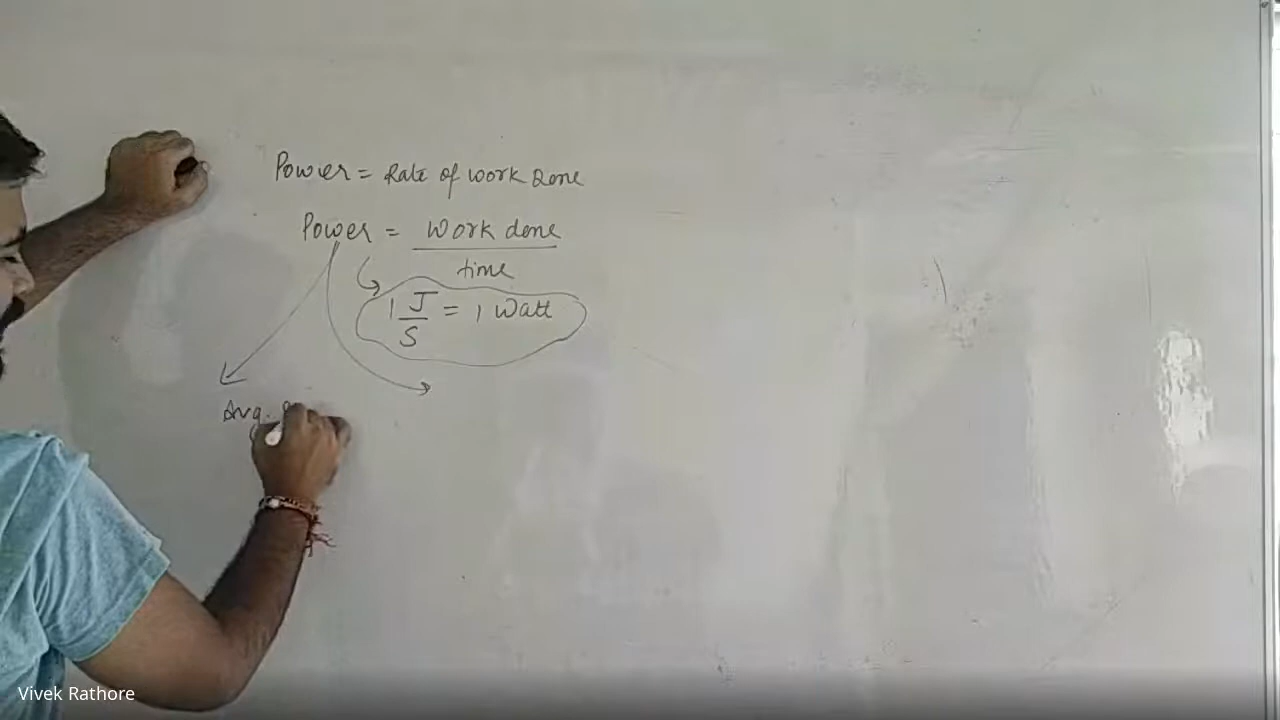 Power = Rate of work done
Power = work done
time
1 J/S = 1 watt
Avg.
Vivek Rathore